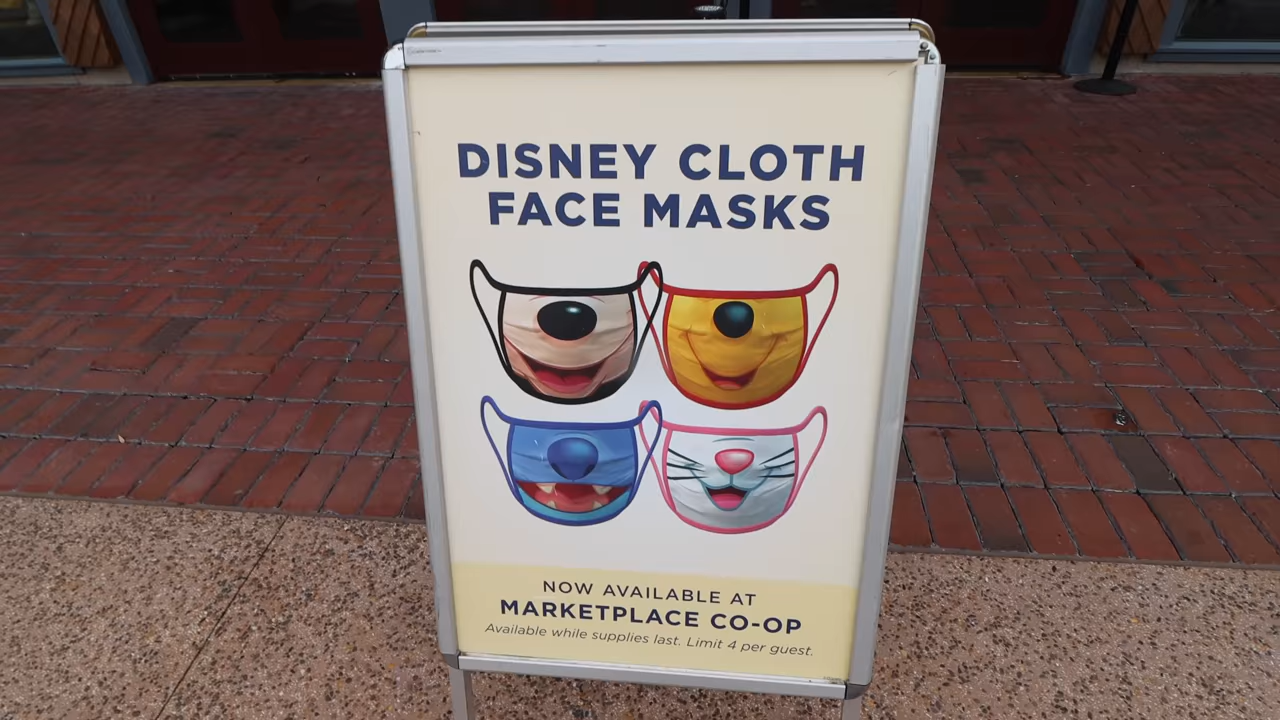 DISNEY CLOTH
FACE MASKS
NOW AVAILABLE AT
MARKETPLACE CO-OP
Available while supplies last. Limit 4 per guest.